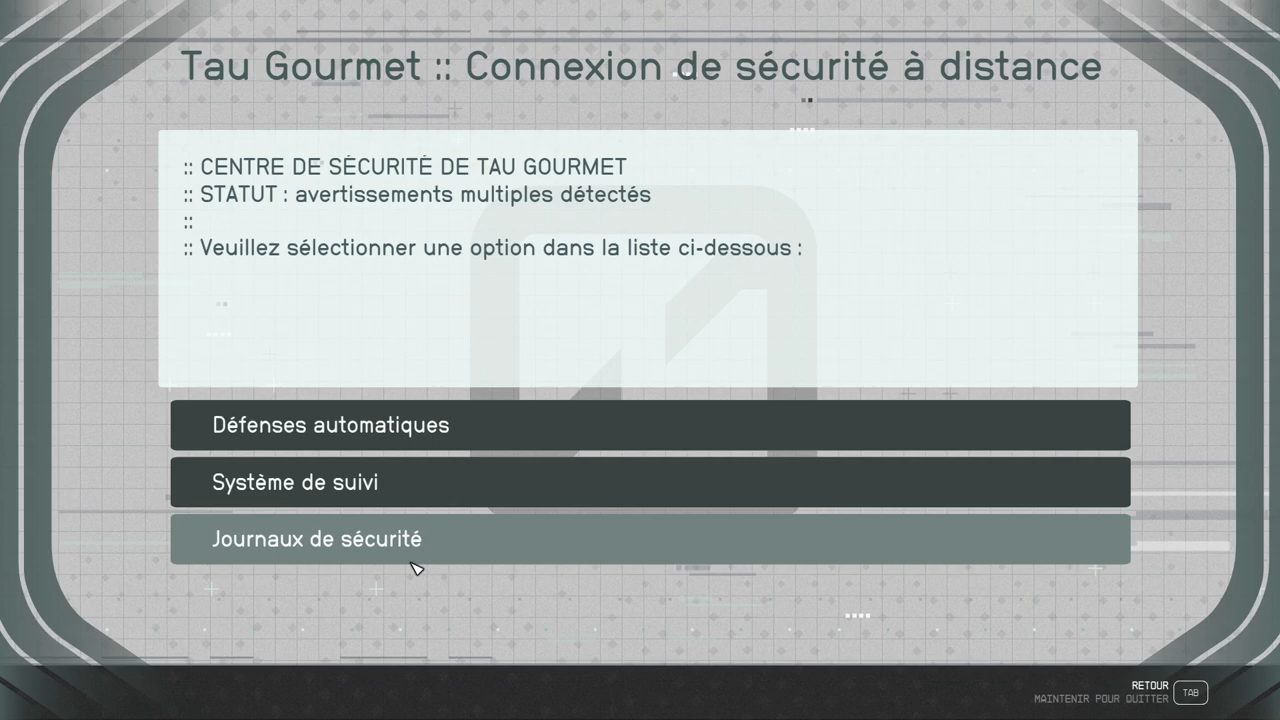 Tau Gourmet :: Connexion de sécurité à distance
:: CENTRE DE SÉCURITÉ DE TAU GOURMET
:: STATUT : avertissements multiples détectés
::
:: Veuillez sélectionner une option dans la liste ci-dessous :
Défenses automatiques
Système de suivi
Journaux de sécurité
RETOUR
MAINTENIR POUR QUITTER
TAB